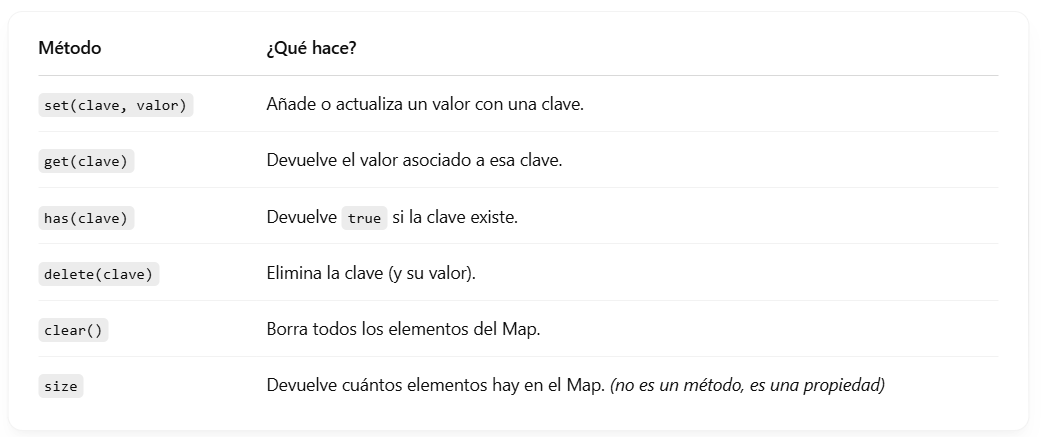 Método ¿Qué hace?
set(clave, valor) Añade o actualiza un valor con una clave.
get(clave) Devuelve el valor asociado a esa clave.
has(clave) Devuelve true si la clave existe.
delete(clave) Elimina la clave (y su valor).
clear() Borra todos los elementos del Map.
size Devuelve cuántos elementos hay en el Map. (no es un método, es una propiedad)